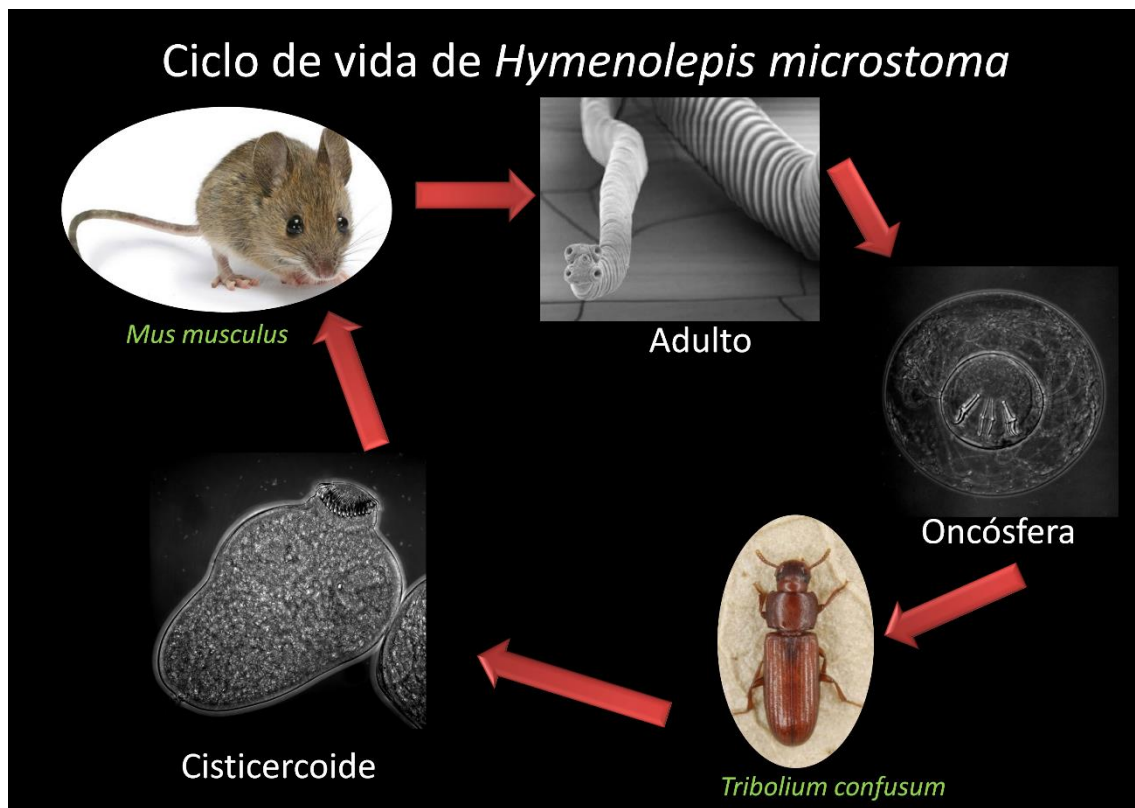 Ciclo de vida de Hymenolepis microstoma
Mus musculus
Adulto
Oncósfera
Cisticercoide
Tribolium confusum